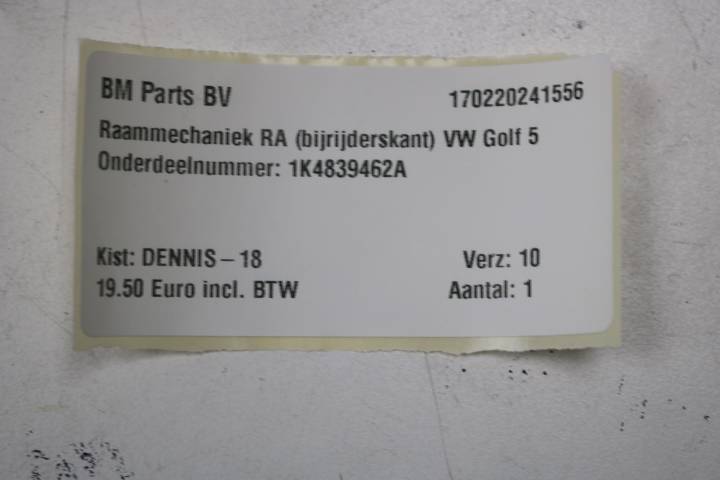 BM Parts BV 170220241556
Raammechaniek RA (bijrijderskant) VW Golf 5
Onderdeelnummer: 1K4839462A
Kist: DENNIS – 18 Verz: 10
19.50 Euro incl. BTW Aantal: 1